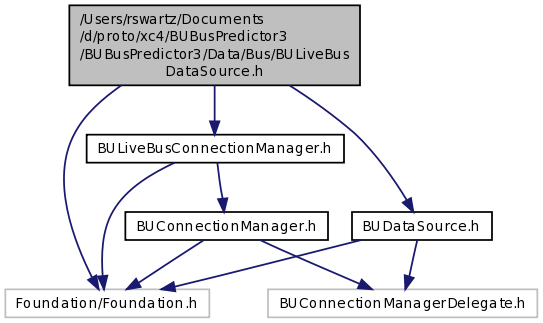 /Users/rswartz/Documents
/d/proto/xc4/BUBusPredictor3
/BUBusPredictor3/Data/Bus/BULiveBus
DataSource.h
BULiveBusConnectionManager.h
BUConnectionManager.h
BUDataSource.h
Foundation/Foundation.h
BUConnectionManagerDelegate.h